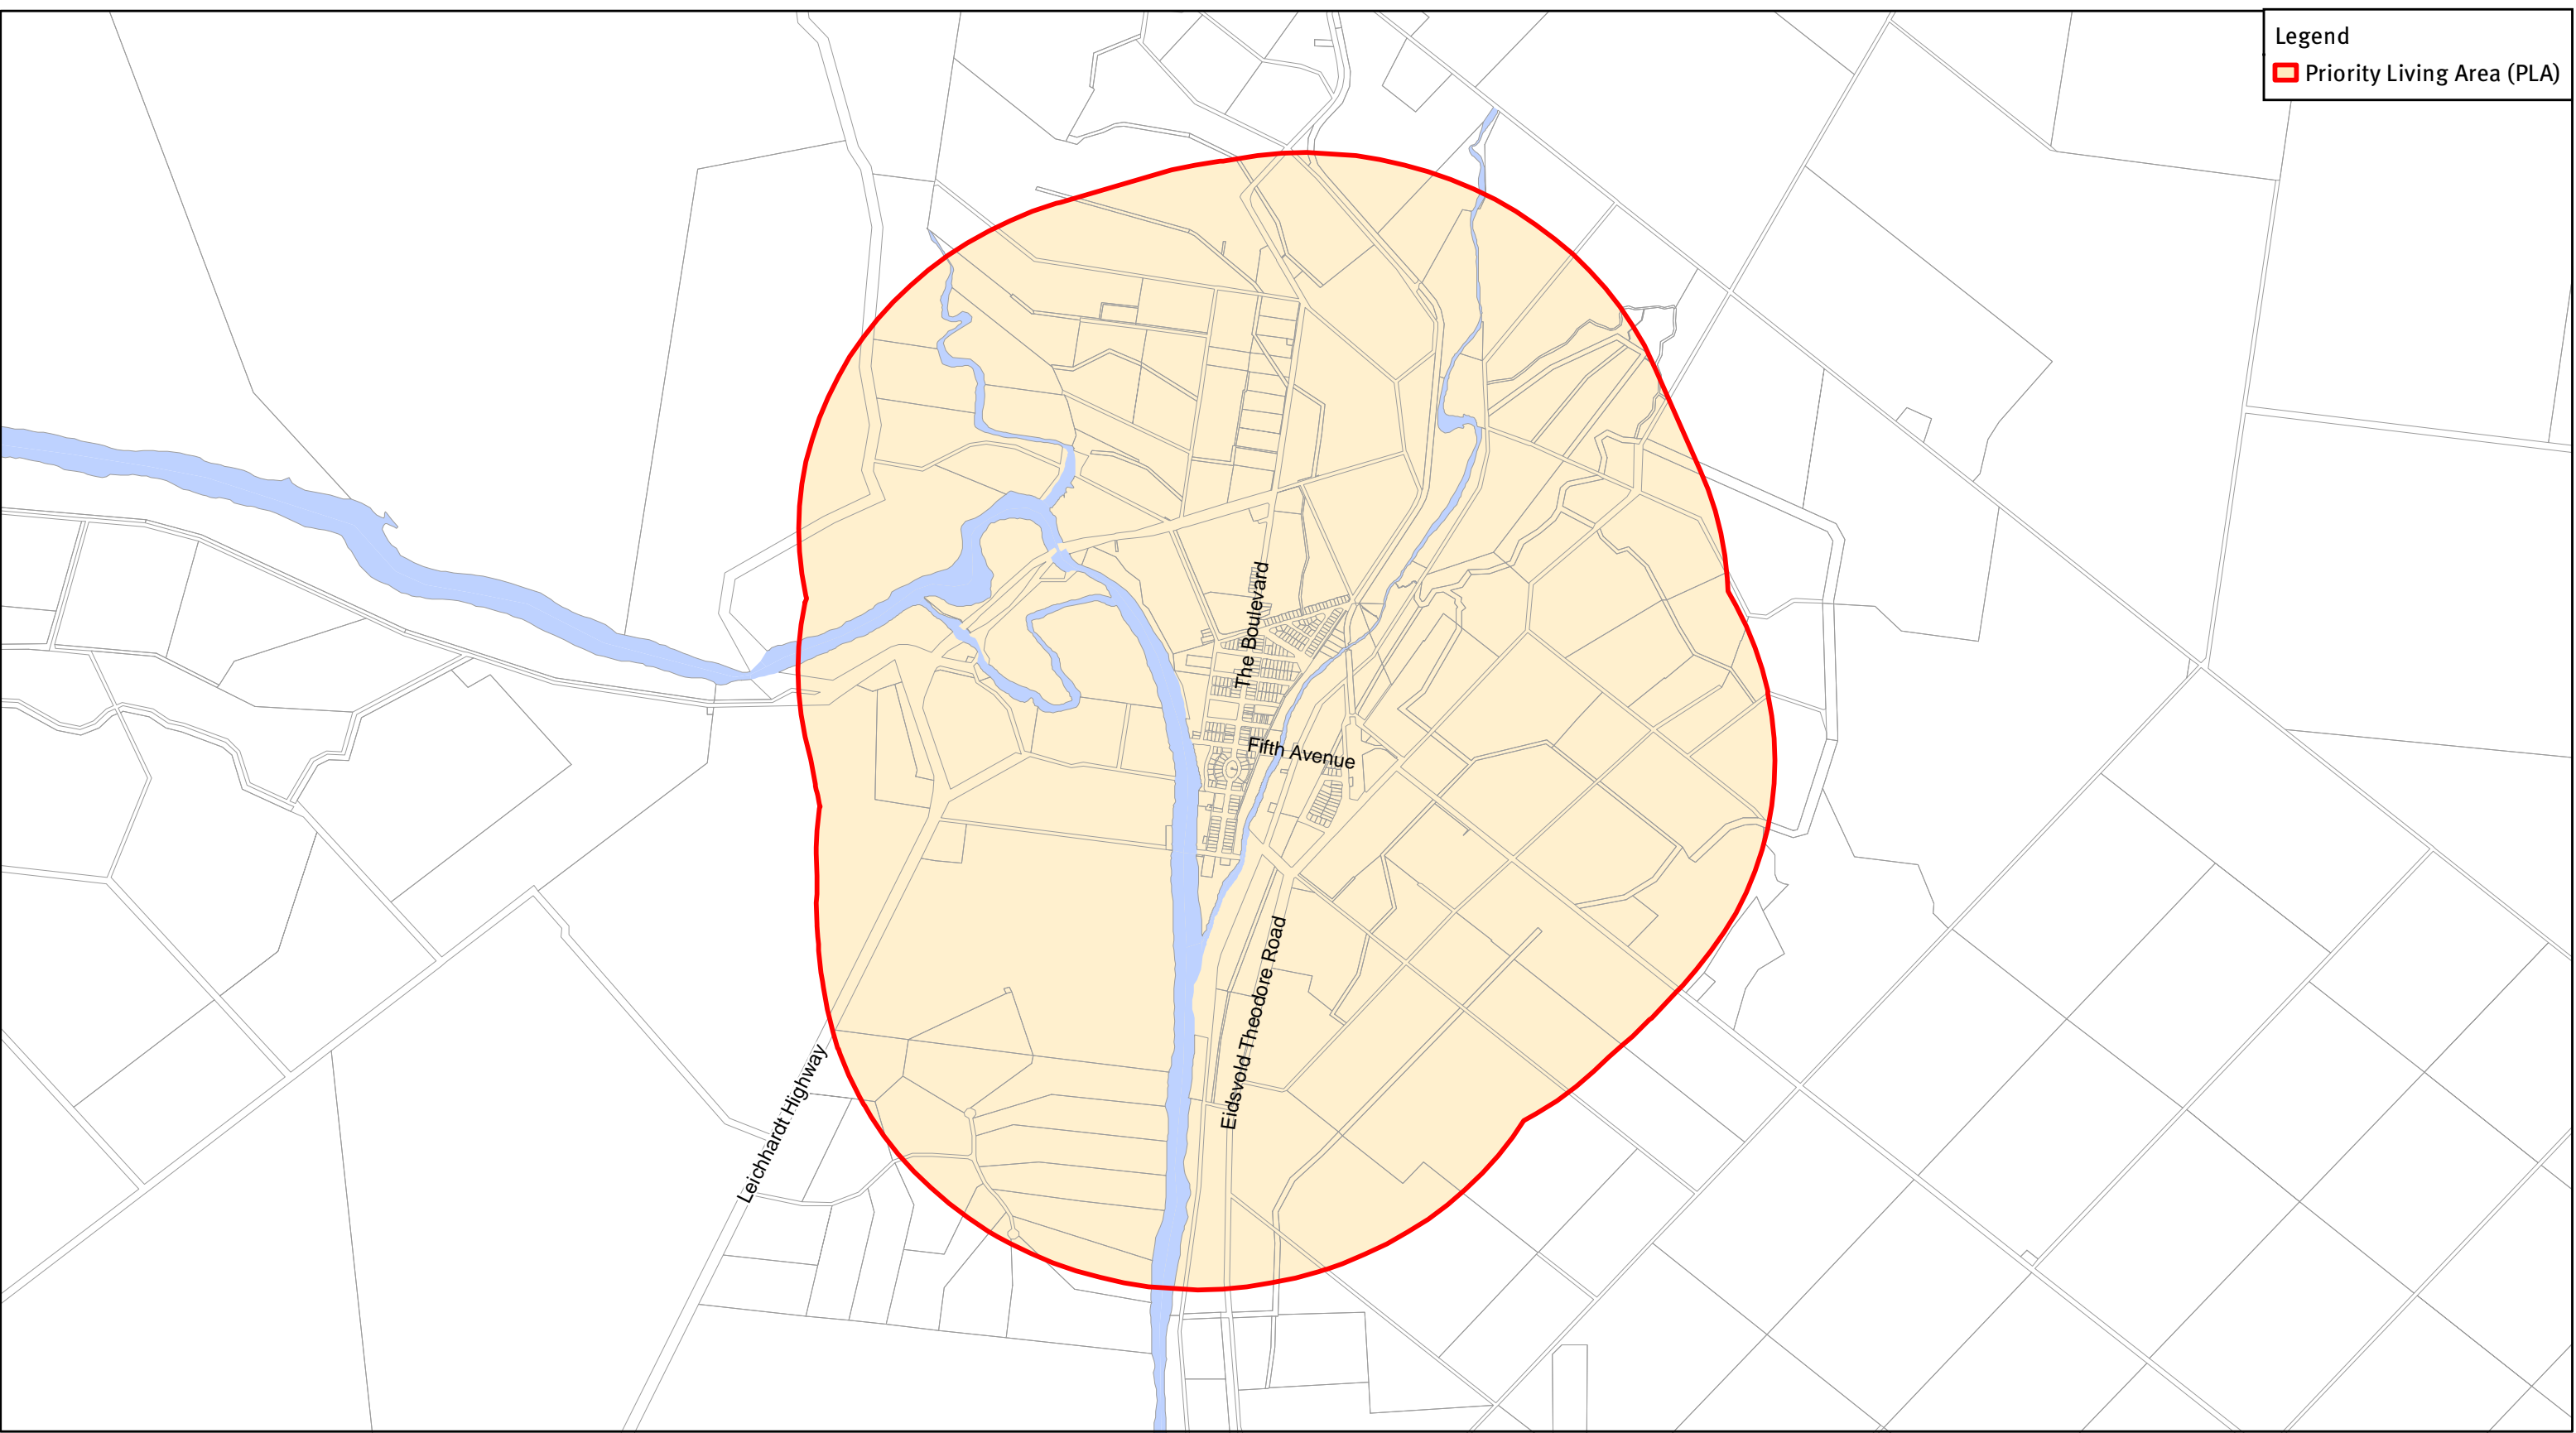 Legend
Priority Living Area (PLA)
The Boulevard
Fifth Avenue
Eidsvold Theodore Road
Leichhardt Highway